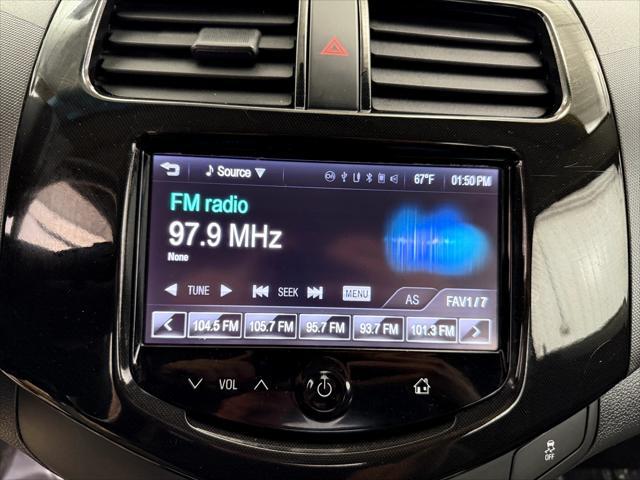 Source 67°F 01:50 PM
FM radio
97.9 MHz
None
TUNE SEEK MENU AS FAV1/7
104.5 FM 105.7 FM 95.7 FM 93.7 FM 101.3 FM
VOL
OFF